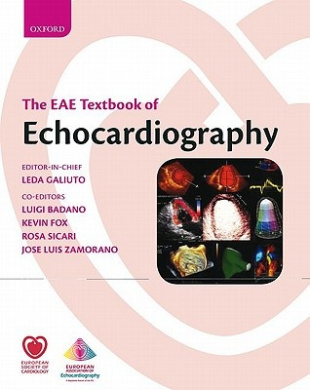 OXFORD
The EAE Textbook of
Echocardiography
EDITOR-IN-CHIEF
LEDA GALIUTO
CO-EDITORS
LUIGI BADANO
KEVIN FOX
ROSA SICARI
JOSE LUIS ZAMORANO
EUROPEAN
SOCIETY OF
CARDIOLOGY
EUROPEAN
ASSOCIATION OF
Echocardiography